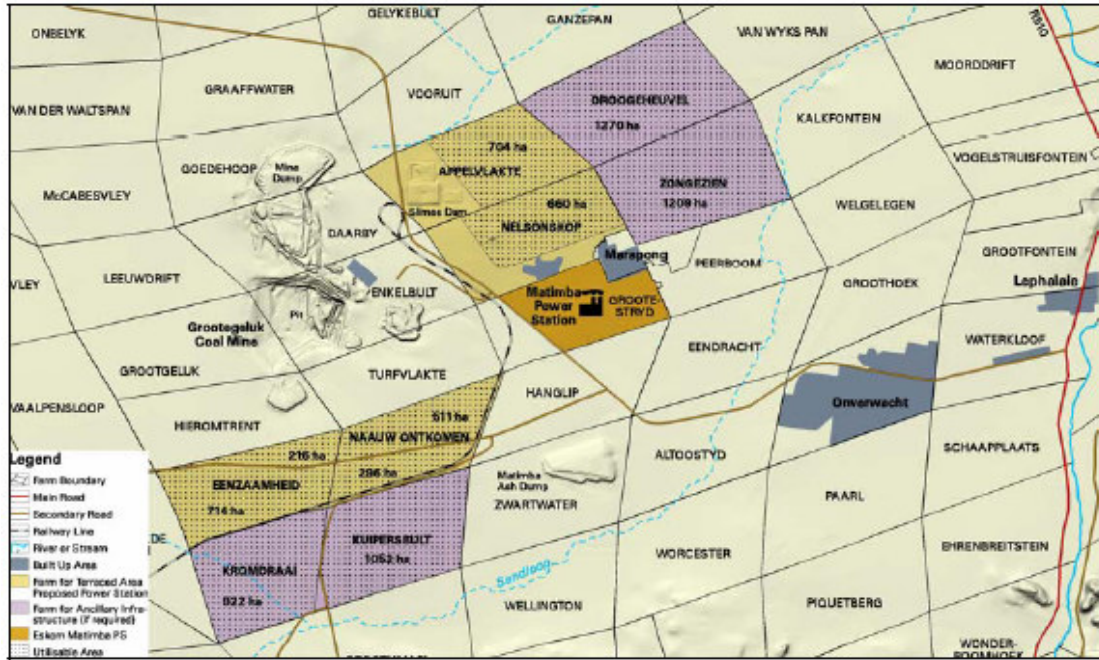 GELYKEBULT
GANZEPAN
ONBELYK
VAN WYKS PAN
R510
MOORDDRIFT
GRAAFFWATER
VOORUIT
VAN DER WALTSPAN
DROOGEHEUVEL
1270 ha
KALKFONTEIN
704 ha
APPELVLAKTE
VOGELSTRUISFONTEIN
GOEDEHOOP
Mine
Dump
McCABESVLEY
ZONGEZIEN
1209 ha
Slimes Dam
660 ha
NELSONSKOP
WELGELEGEN
DAARBY
Marapong
GROOTFONTEIN
VLEY
LEEUWDRIFT
ENKELBULT
PEERBOOM
Lephalale
GROOTHOEK
Matimba
Power
Station
GROOTE-
STRYD
Pit
Grootegeluk
Coal Mine
WATERKLOOF
EENDRACHT
GROOTGELUK
TURFVLAKTE
HANGLIP
Onverwacht
VAALPENSLOOP
HIEROMTRENT
511 ha
NAAUW ONTKOMEN
216 ha
286 ha
SCHAAPPLAATS
ALTOOSTYD
EENZAAMHEID
714 ha
Matimba
Ash Dump
ZWARTWATER
PAARL
KUIPERSBULT
1052 ha
DE
EHRENBREITSTEIN
KROMDRAAI
922 ha
WORCESTER
Sandloop
WELLINGTON
PIQUETBERG
WONDER-
BOOMHOEK
Legend
Farm Boundary
Main Road
Secondary Road
Railway Line
River or Stream
Built Up Area
Farm for Terraced Area
Proposed Power Station
Farm for Ancillary Infra-
structure (if required)
Eskom Matimba PS
Utilisable Area